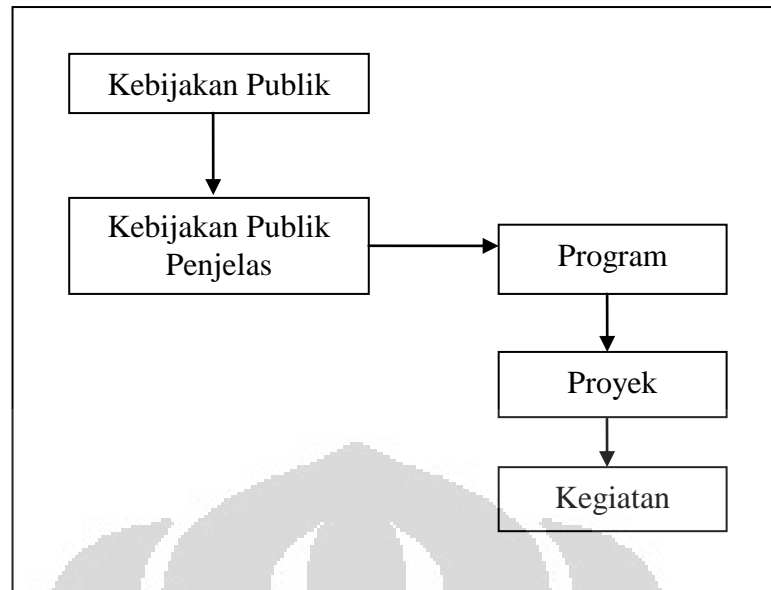 Kebijakan Publik
Kebijakan Publik
Penjelas
Program
Proyek
Kegiatan